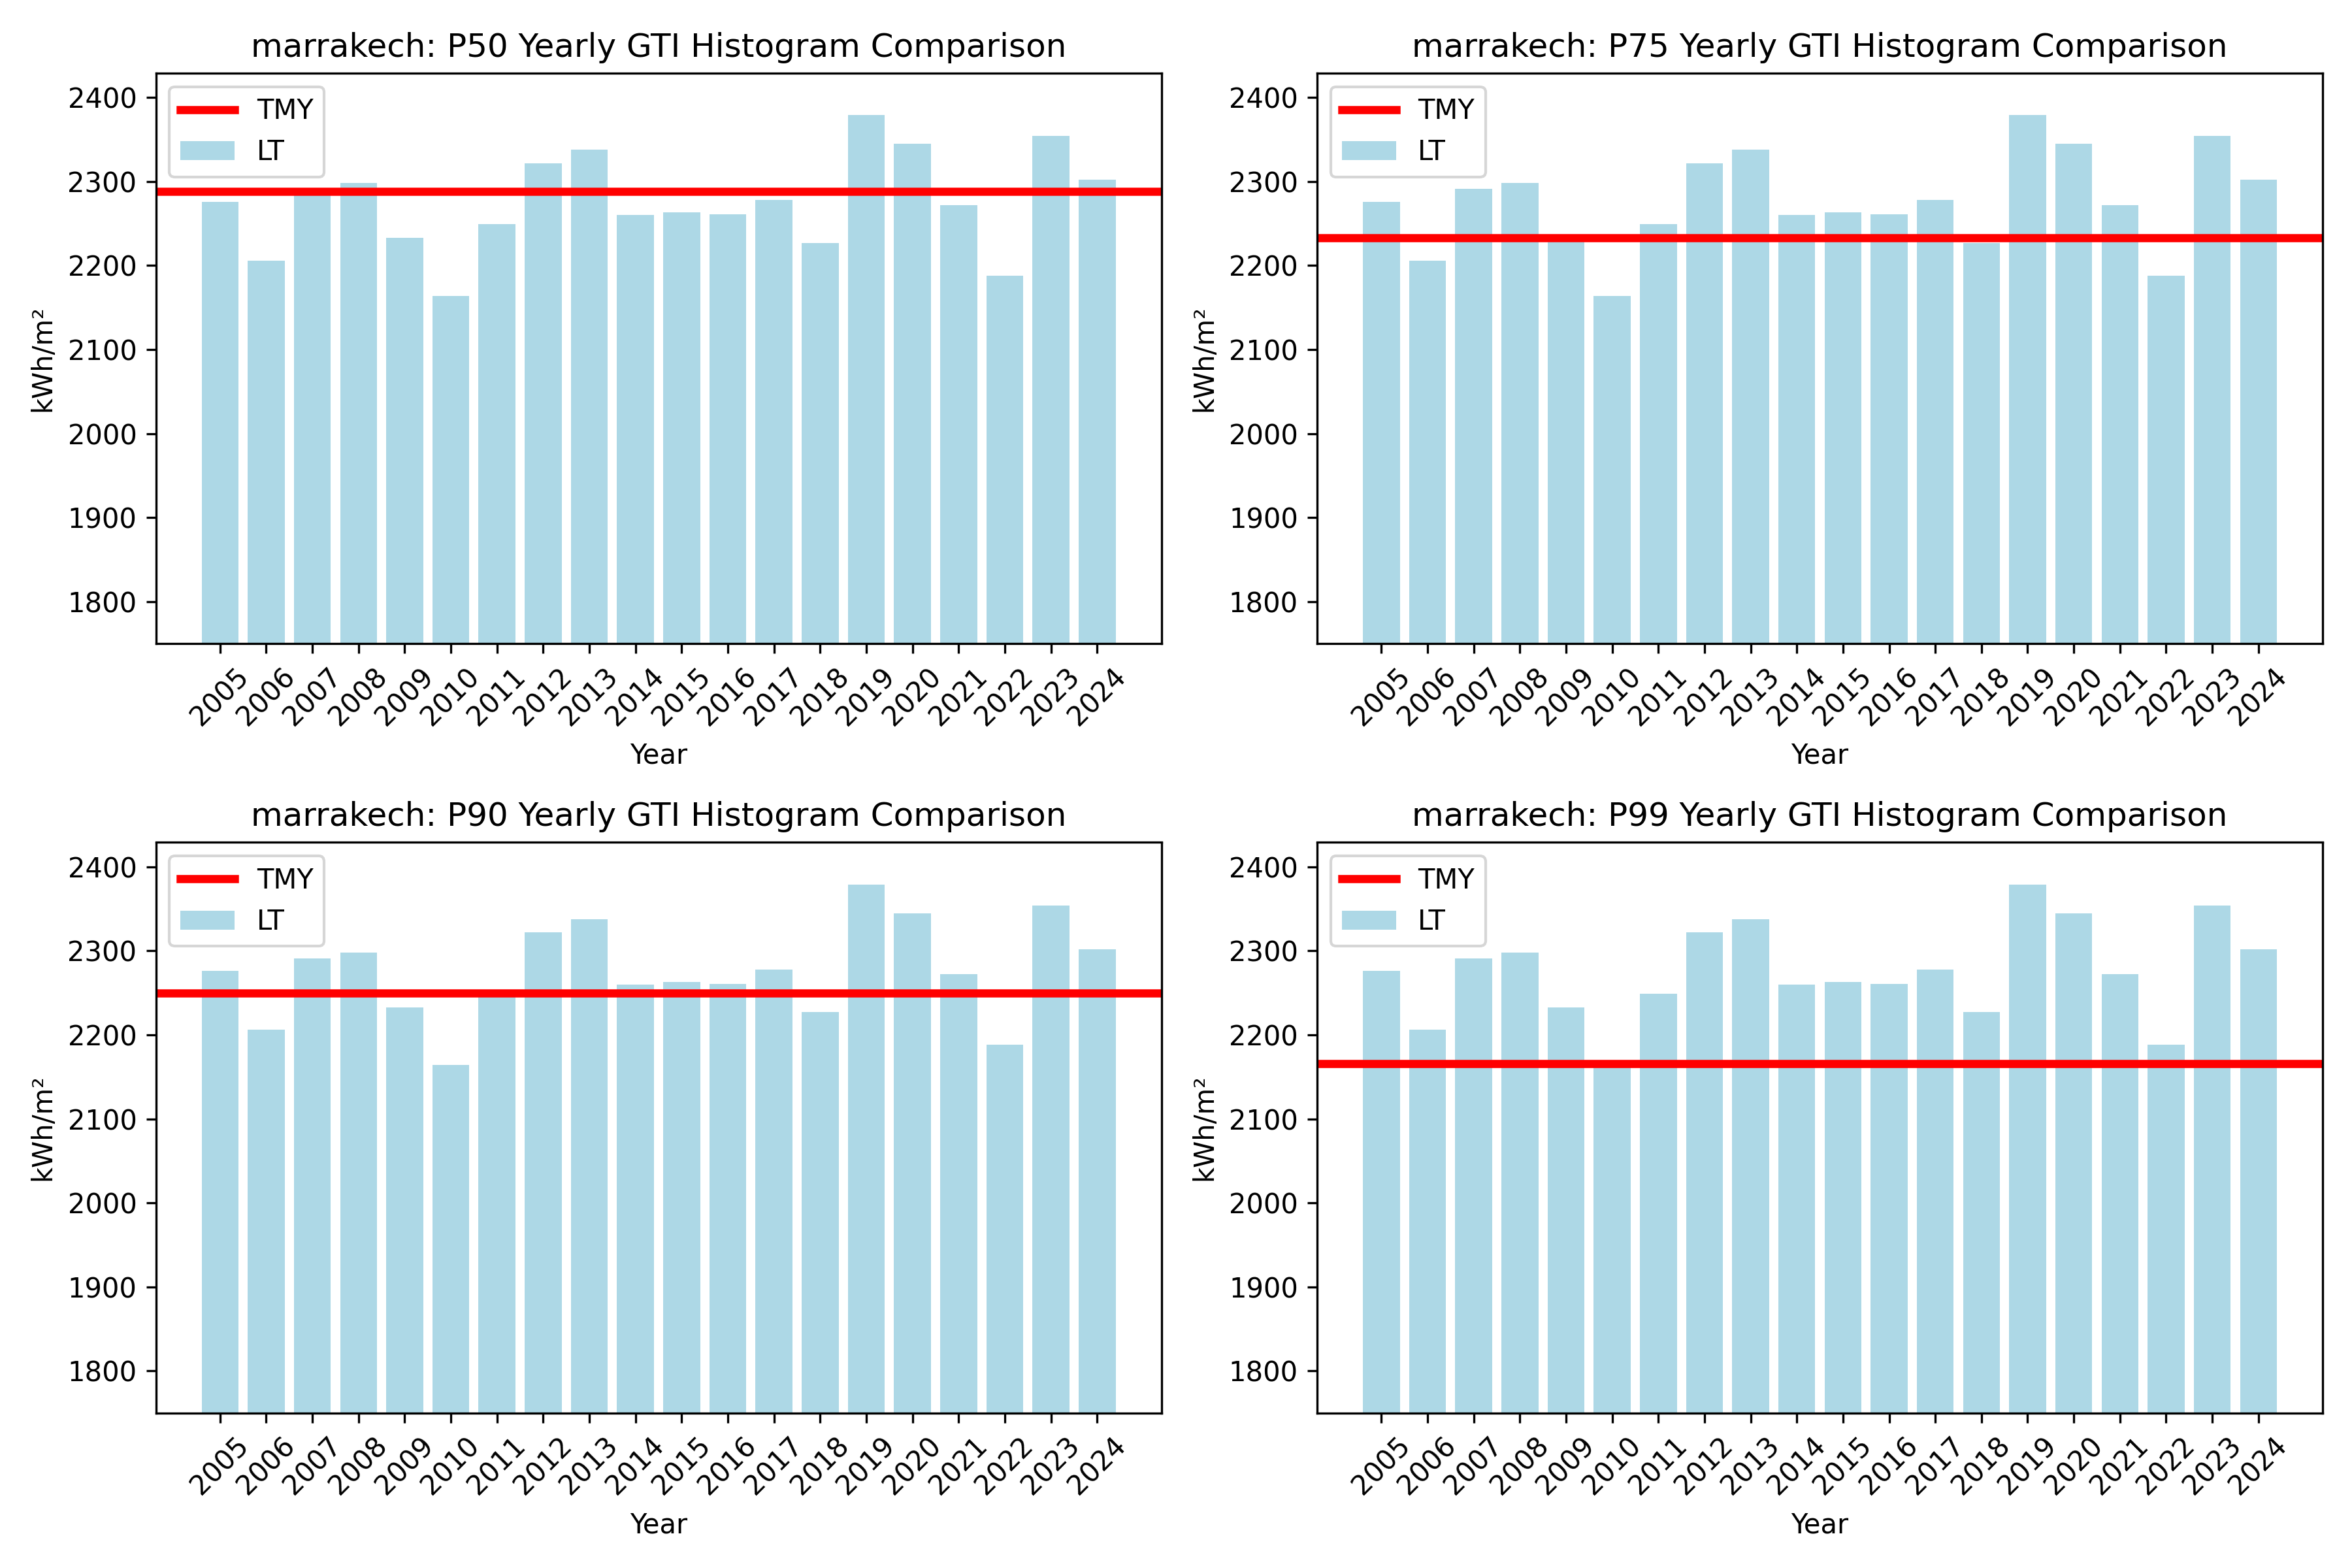 marrakech: P50 Yearly GTI Histogram Comparison
TMY
LT
2400
2300
2200
2100
2000
1900
1800
kWh/m²
2005 2006 2007 2008 2009 2010 2011 2012 2013 2014 2015 2016 2017 2018 2019 2020 2021 2022 2023 2024
Year
marrakech: P75 Yearly GTI Histogram Comparison
TMY
LT
2400
2300
2200
2100
2000
1900
1800
kWh/m²
2005 2006 2007 2008 2009 2010 2011 2012 2013 2014 2015 2016 2017 2018 2019 2020 2021 2022 2023 2024
Year
marrakech: P90 Yearly GTI Histogram Comparison
TMY
LT
2400
2300
2200
2100
2000
1900
1800
kWh/m²
2005 2006 2007 2008 2009 2010 2011 2012 2013 2014 2015 2016 2017 2018 2019 2020 2021 2022 2023 2024
Year
marrakech: P99 Yearly GTI Histogram Comparison
TMY
LT
2400
2300
2200
2100
2000
1900
1800
kWh/m²
2005 2006 2007 2008 2009 2010 2011 2012 2013 2014 2015 2016 2017 2018 2019 2020 2021 2022 2023 2024
Year